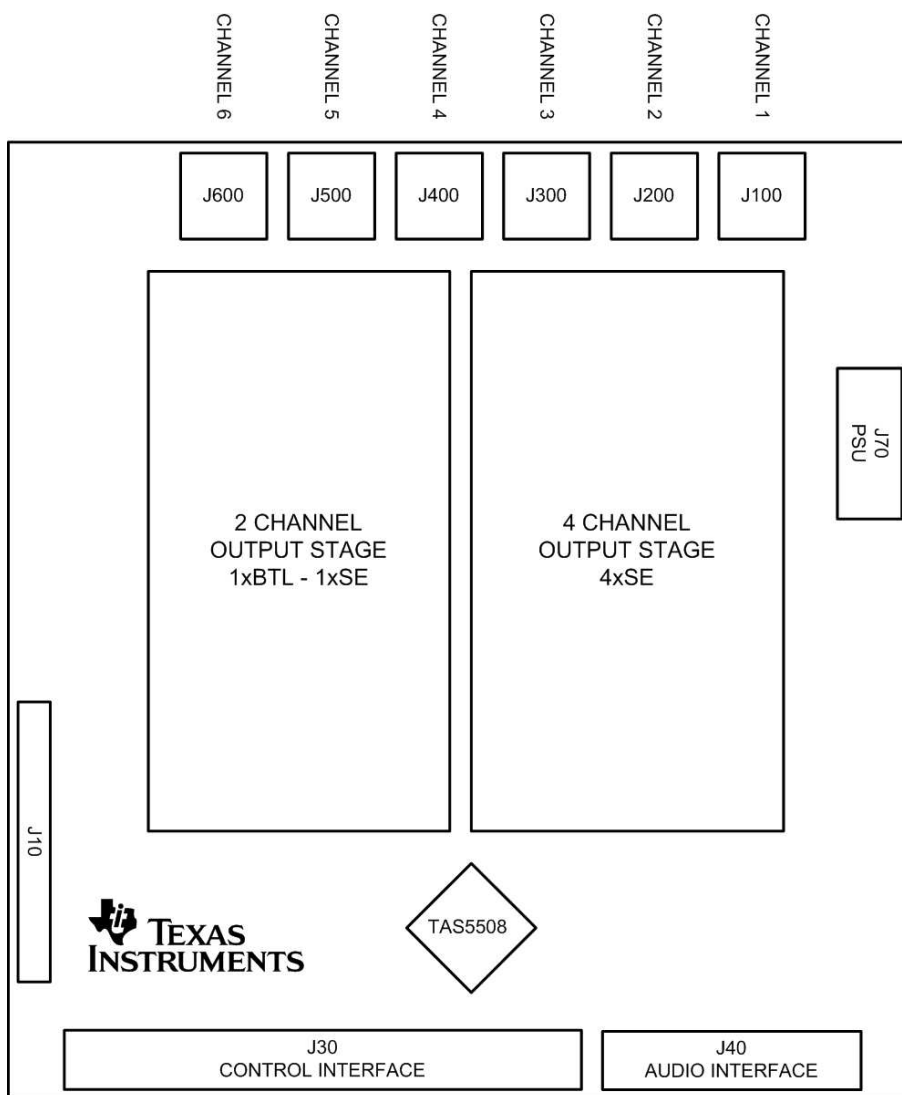 CHANNEL 6
CHANNEL 5
CHANNEL 4
CHANNEL 3
CHANNEL 2
CHANNEL 1
J600
J500
J400
J300
J200
J100
J70
PSU
2 CHANNEL
OUTPUT STAGE
1xBTL - 1xSE
4 CHANNEL
OUTPUT STAGE
4xSE
J10
TEXAS
INSTRUMENTS
TAS5508
J30
CONTROL INTERFACE
J40
AUDIO INTERFACE